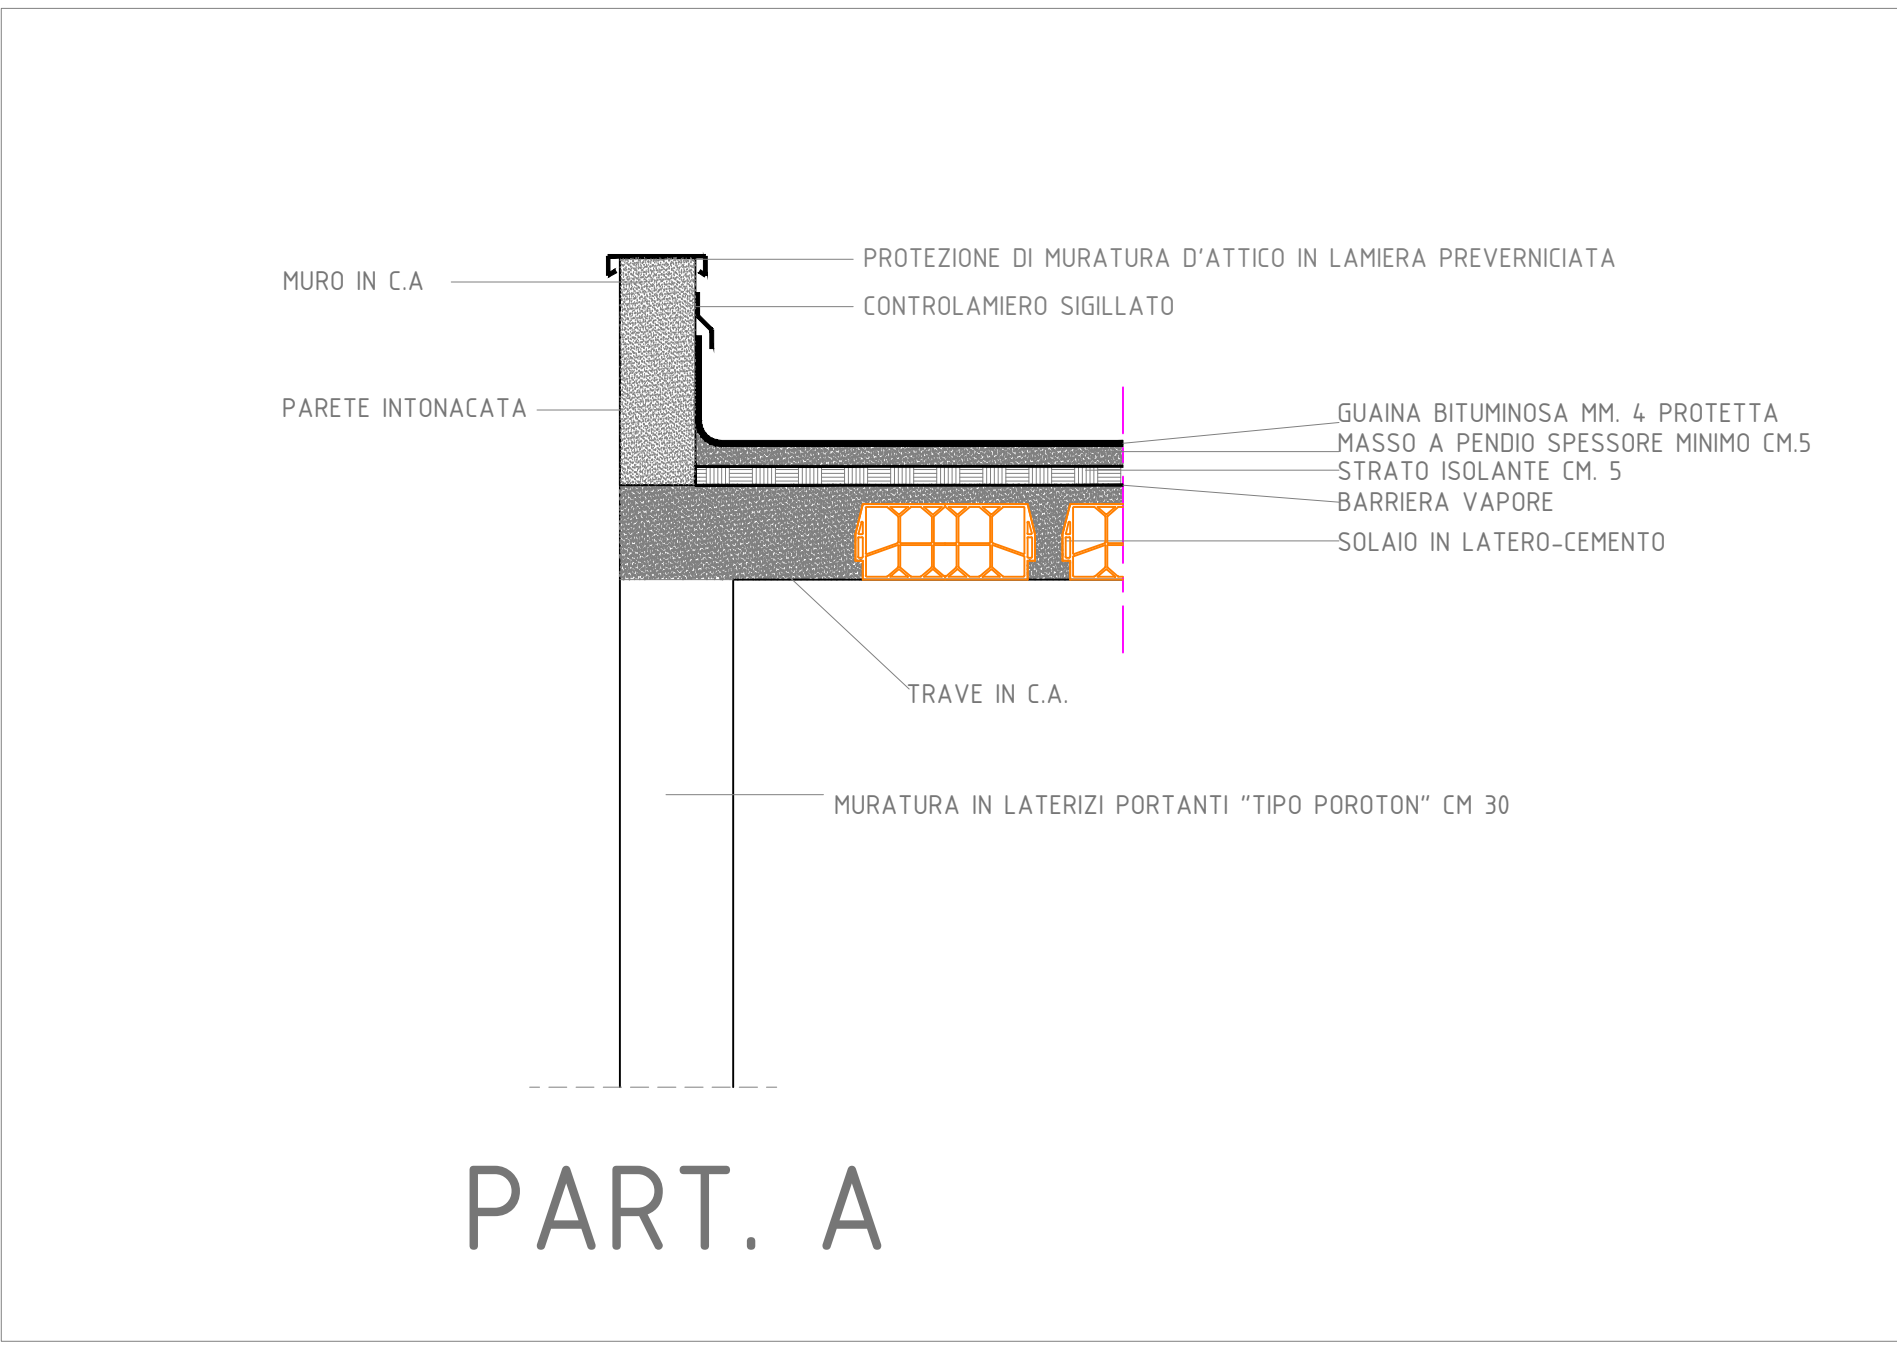 PROTEZIONE DI MURATURA D'ATTICO IN LAMIERA PREVERNICIATA
MURO IN C.A
CONTROLAMIERO SIGILLATO
PARETE INTONACATA
GUAINA BITUMINOSA MM. 4 PROTETTA
MASSO A PENDIO SPESSORE MINIMO CM.5
STRATO ISOLANTE CM. 5
BARRIERA VAPORE
SOLAIO IN LATERO-CEMENTO
TRAVE IN C.A.
MURATURA IN LATERIZI PORTANTI "TIPO POROTON" CM 30
PART. A